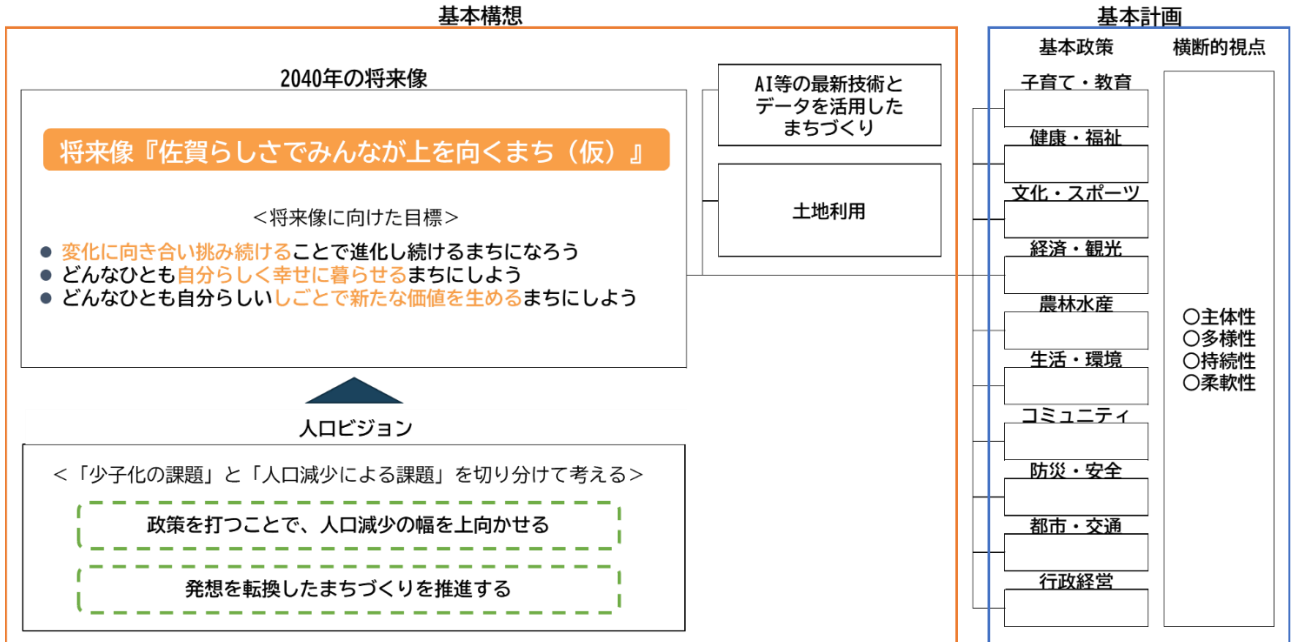 基本構想
2040年の将来像
将来像『佐賀らしさでみんなが上を向くまち（仮）』
＜将来像に向けた目標＞
● 変化に向き合い挑み続けることで進化し続けるまちになろう
● どんなひとも自分らしく幸せに暮らせるまちにしよう
● どんなひとも自分らしいしごとで新たな価値を生めるまちにしよう
人口ビジョン
＜「少子化の課題」と「人口減少による課題」を切り分けて考える＞
政策を打つことで、人口減少の幅を上向かせる
発想を転換したまちづくりを推進する
AI等の最新技術と
データを活用した
まちづくり
土地利用
基本計画
基本政策
子育て・教育
健康・福祉
文化・スポーツ
経済・観光
農林水産
生活・環境
コミュニティ
防災・安全
都市・交通
行政経営
横断的視点
○主体性
○多様性
○持続性
○柔軟性